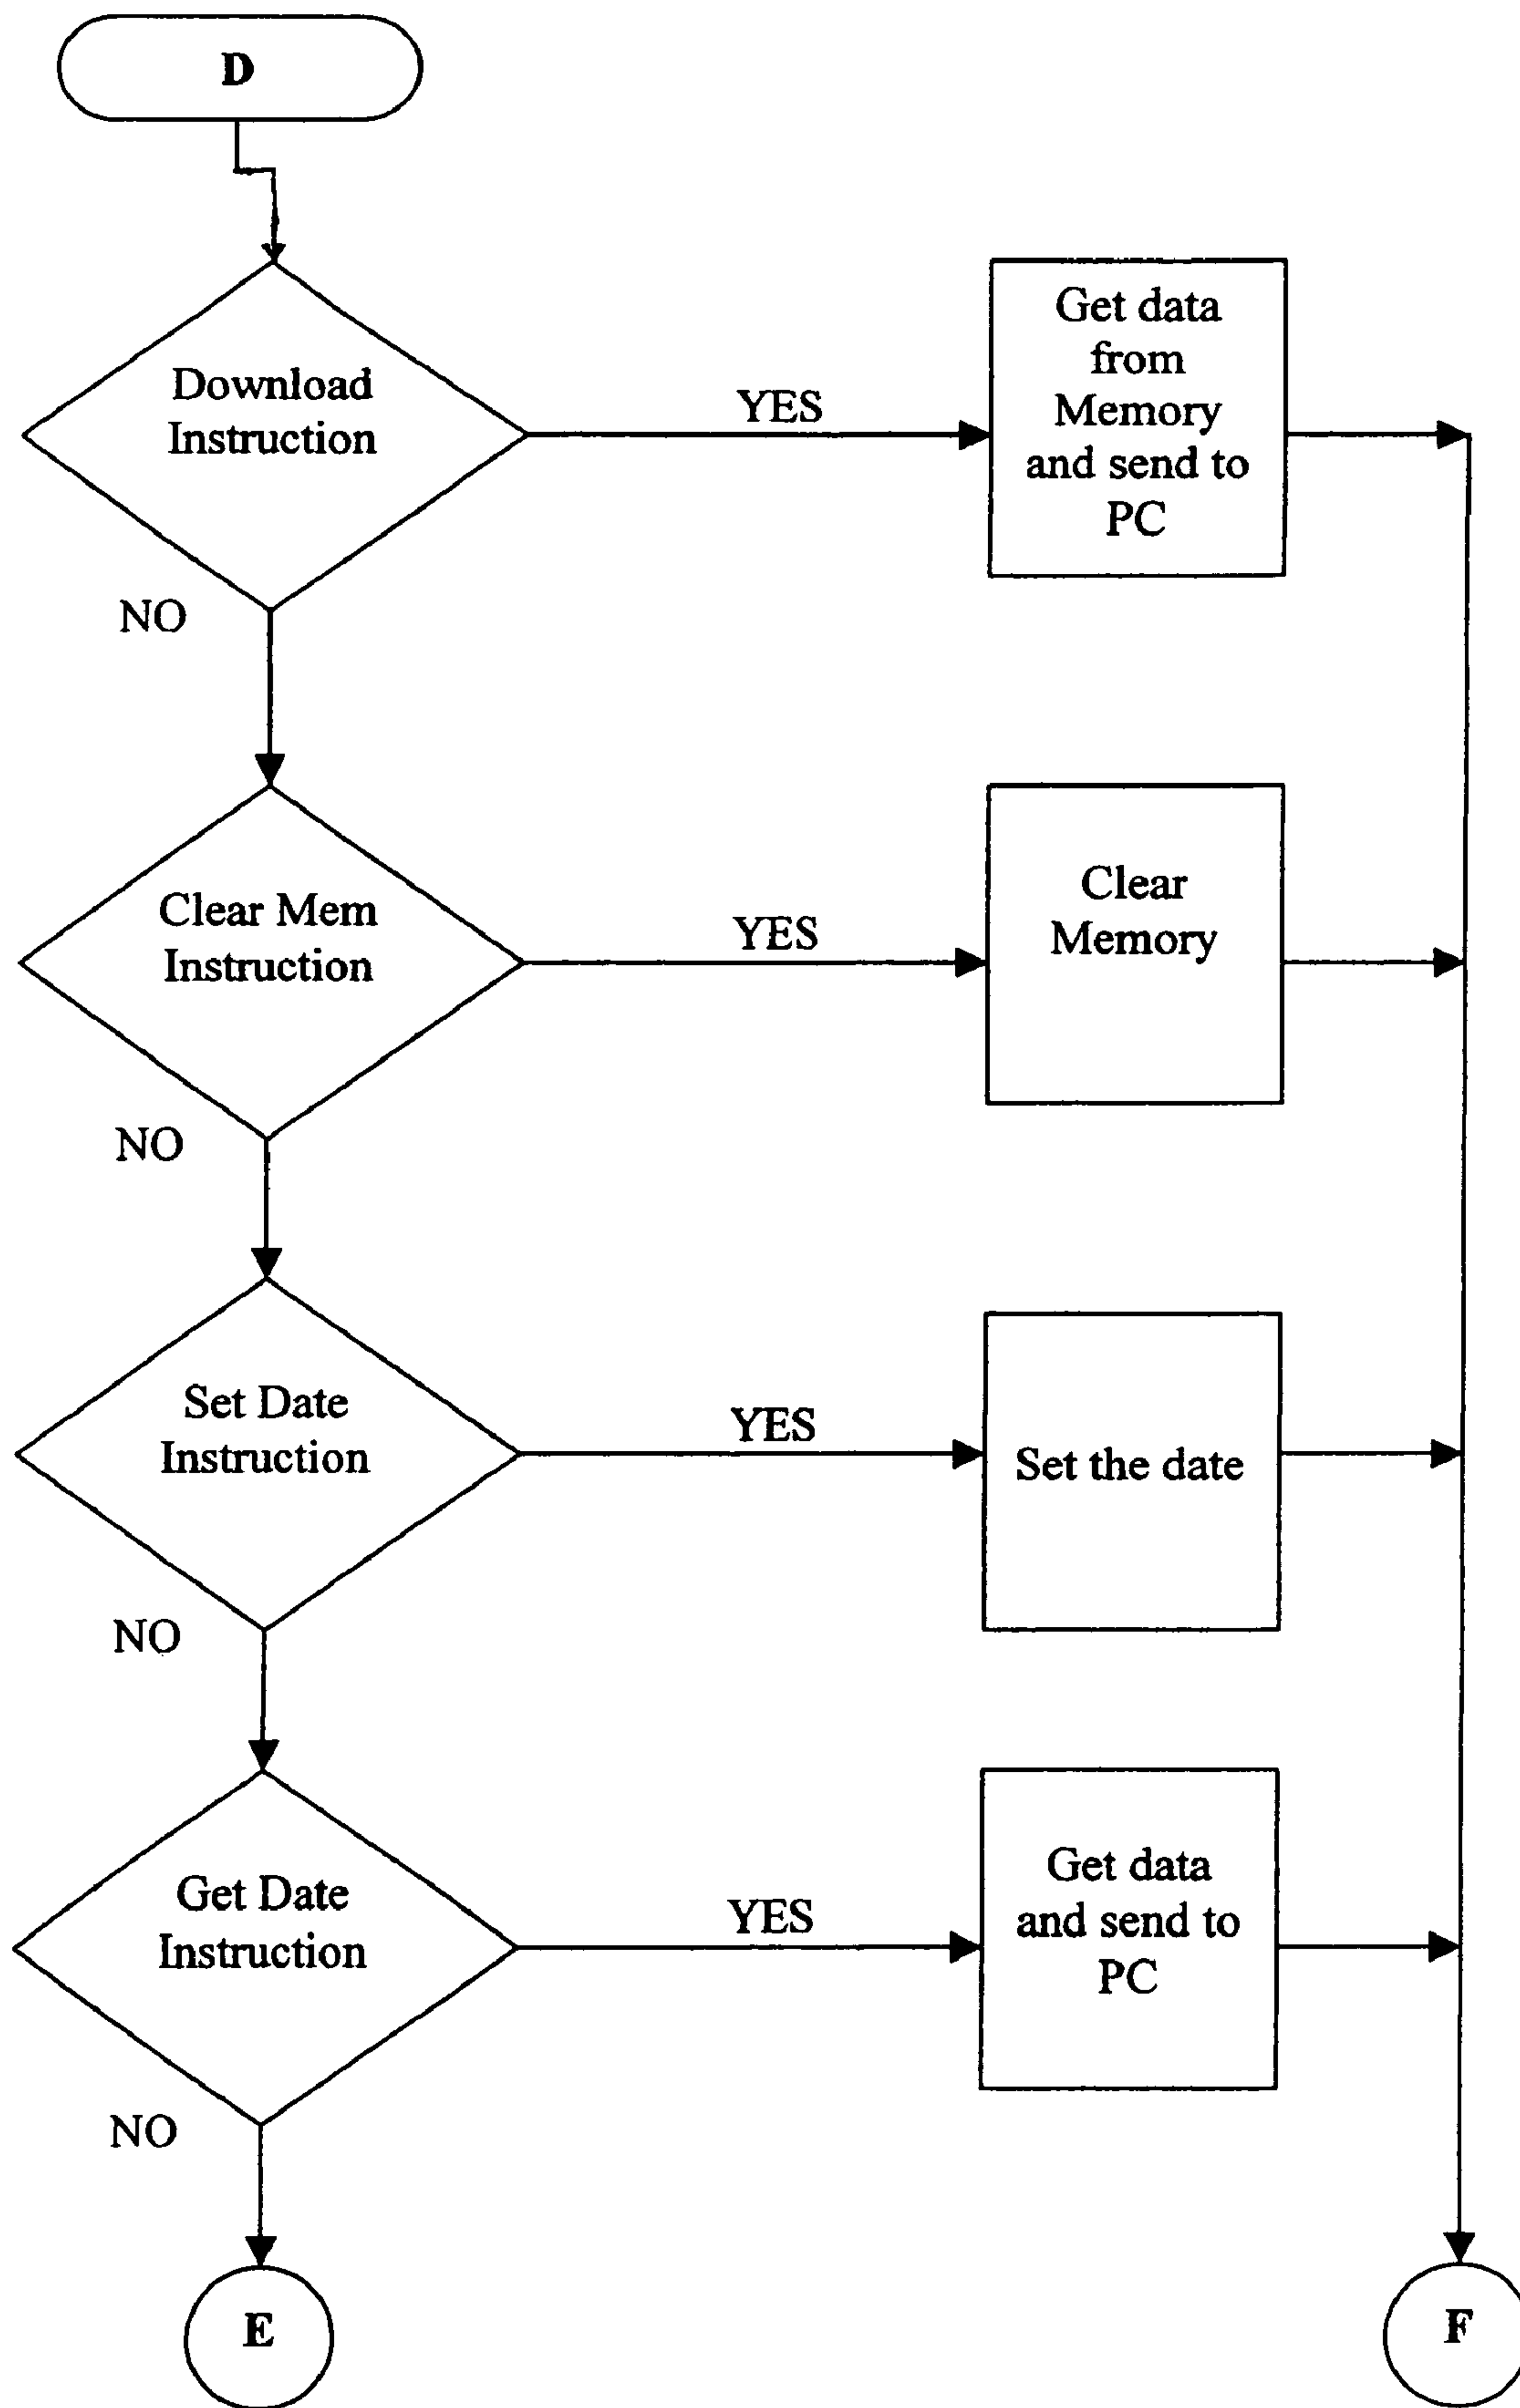 D
Download
Instruction
YES
Get data
from
Memory
and send to
PC
NO
Clear Mem
Instruction
YES
Clear
Memory
NO
Set Date
Instruction
YES
Set the date
NO
Get Date
Instruction
YES
Get data
and send to
PC
NO
E
F